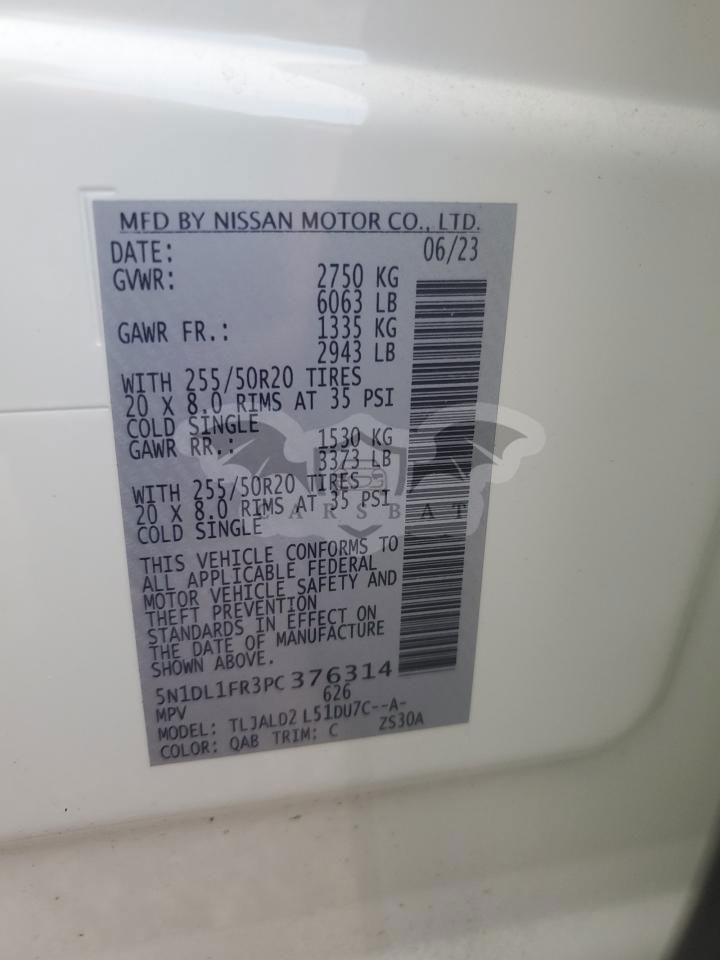 MFD BY NISSAN MOTOR CO., LTD.
DATE: 06/23
GVWR: 2750 KG
6063 LB
GAWR FR.: 1335 KG
2943 LB
WITH 255/50R20 TIRES
20 X 8.0 RIMS AT 35 PSI
COLD SINGLE
GAWR RR.: 1530 KG
3373 LB
WITH 255/50R20 TIRES
20 X 8.0 RIMS AT 35 PSI
COLD SINGLE
CARSBAT
THIS VEHICLE CONFORMS TO
ALL APPLICABLE FEDERAL
MOTOR VEHICLE SAFETY AND
THEFT PREVENTION
STANDARDS IN EFFECT ON
THE DATE OF MANUFACTURE
SHOWN ABOVE.
5N1DL1FR3PC 376314
MPV 626
MODEL: TLJALD2 L51DU7C--A-
COLOR: QAB TRIM: C ZS30A